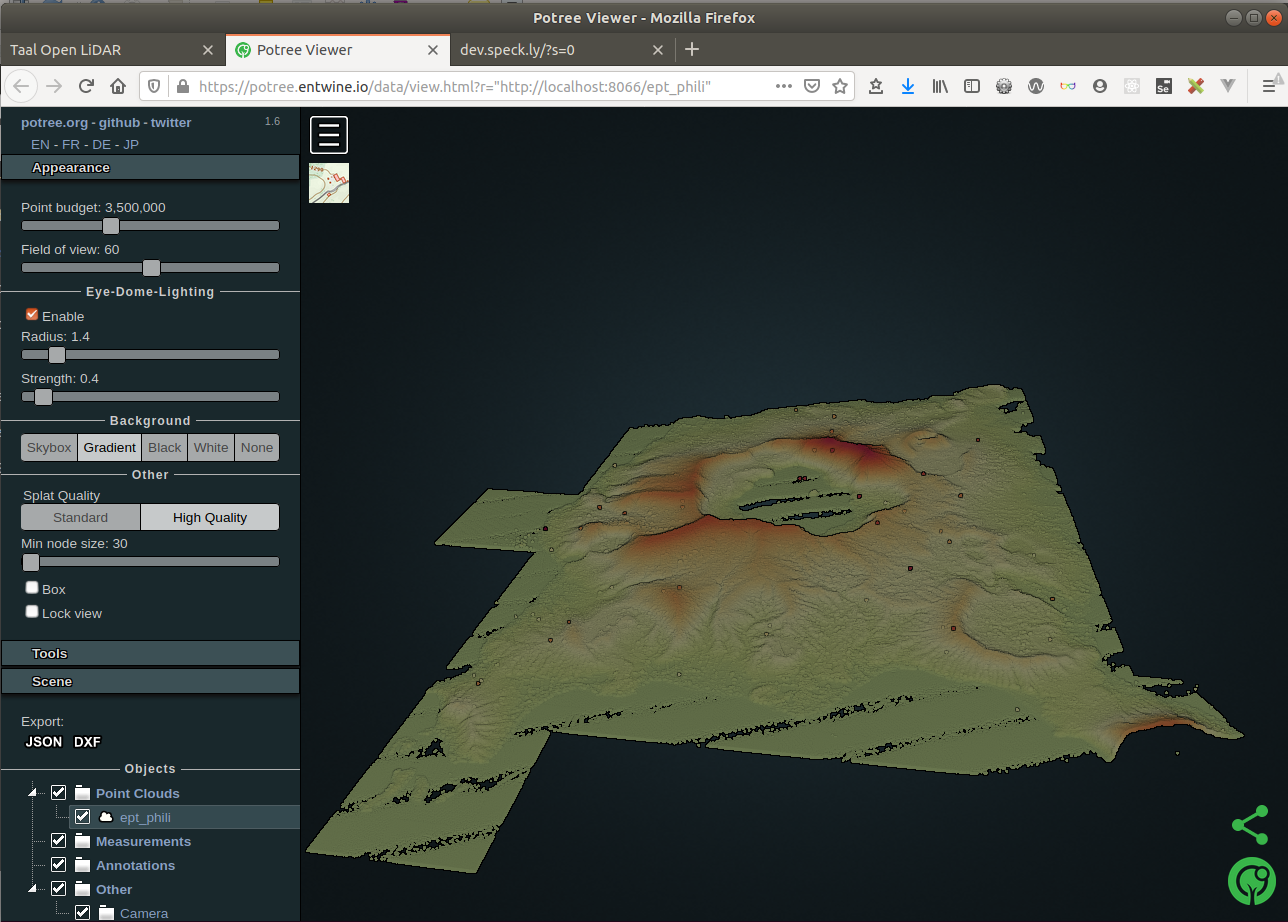 Potree Viewer - Mozilla Firefox
Taal Open LiDAR
Potree Viewer
dev.speck.ly/?s=0
https://potree.entwine.io/data/view.html?r="http://localhost:8066/ept_phili"
Se
potree.org - github - twitter
1.6
EN - FR - DE - JP
Appearance
Point budget: 3,500,000
Field of view: 60
Eye-Dome-Lighting
Enable
Radius: 1.4
Strength: 0.4
Background
Skybox Gradient Black White None
Other
Splat Quality
Standard High Quality
Min node size: 30
Box
Lock view
Tools
Scene
Export:
JSON DXF
Objects
Point Clouds
ept_phili
Measurements
Annotations
Other
Camera